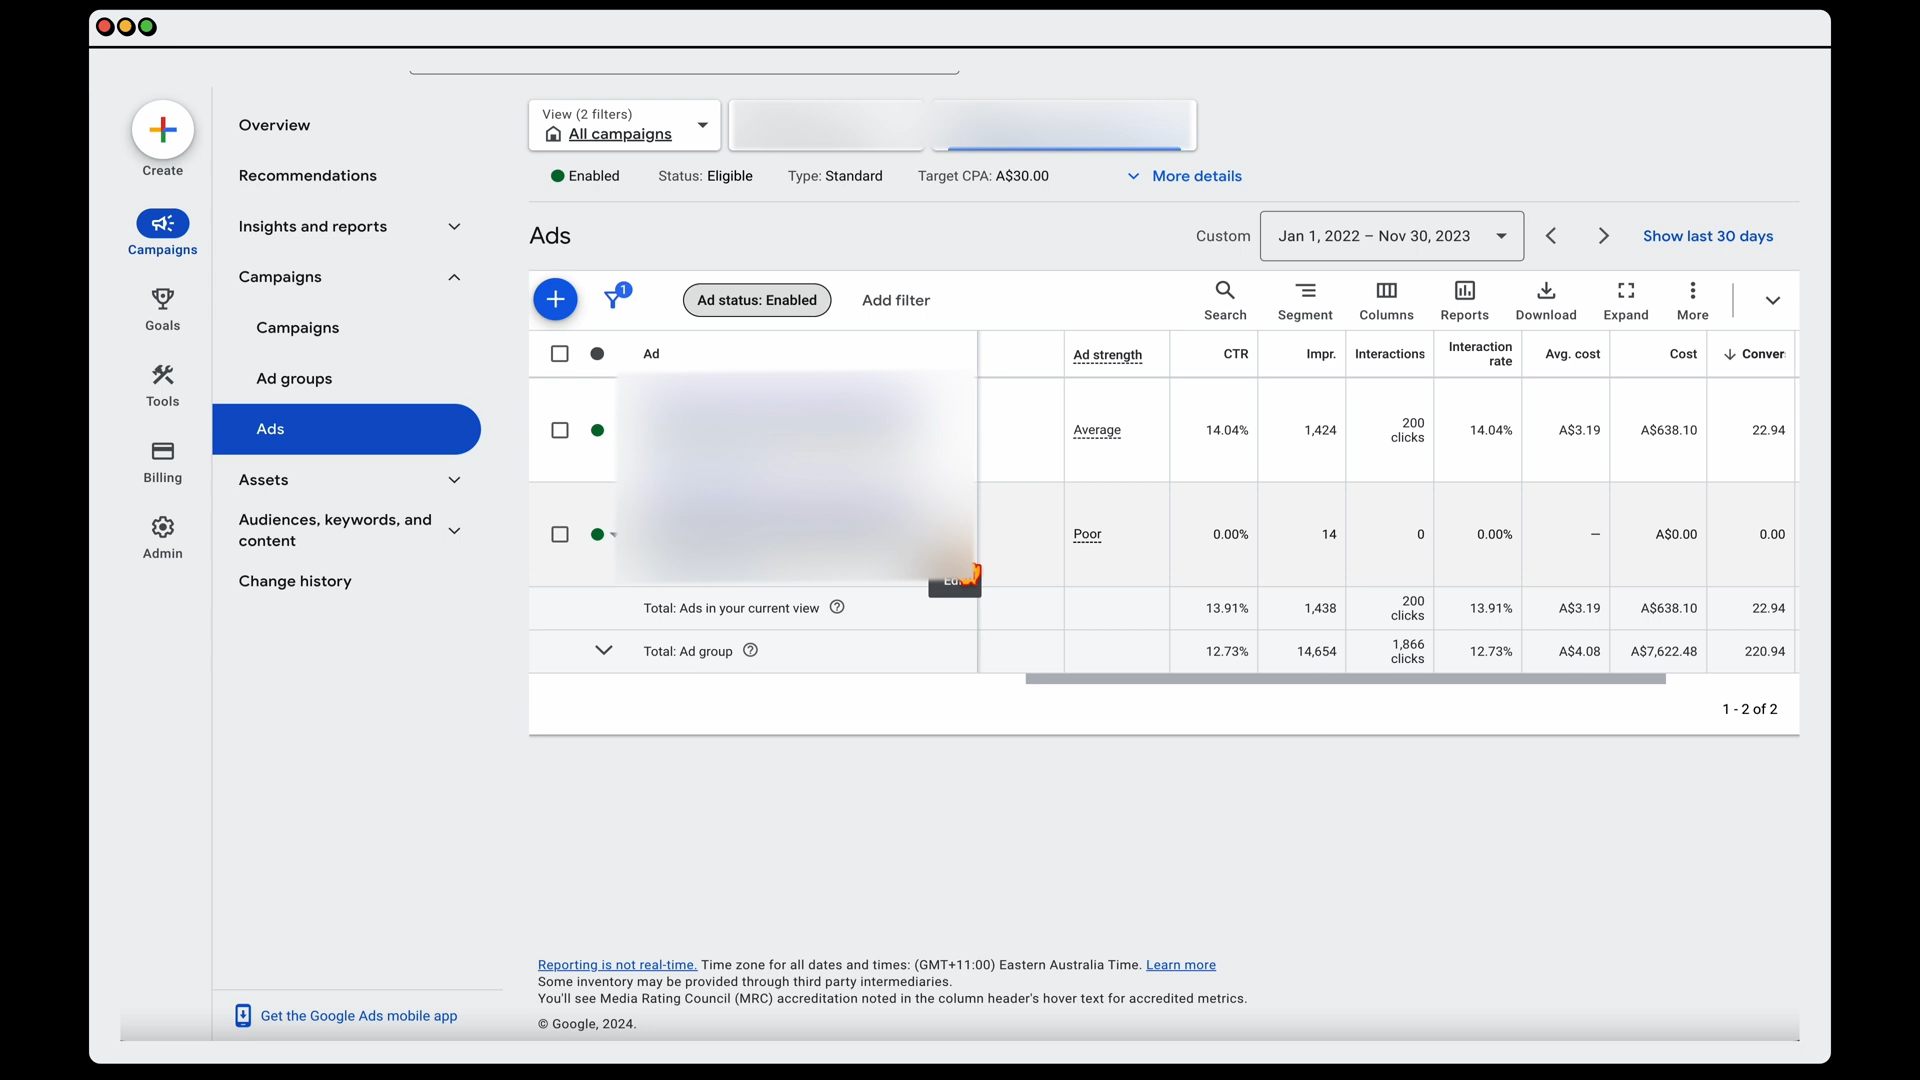 View (2 filters)
All campaigns
Create
Overview
Recommendations
Enabled Status: Eligible Type: Standard Target CPA: A$30.00 More details
Campaigns
Insights and reports
Ads
Custom Jan 1, 2022 – Nov 30, 2023 Show last 30 days
Campaigns
Campaigns
Goals
Ad groups
Tools
Ads
Billing
Assets
Audiences, keywords, and
content
Admin
Change history
1
Ad status: Enabled Add filter
Search Segment Columns Reports Download Expand More
Ad Ad strength CTR Impr. Interactions Interaction rate Avg. cost Cost Conver
Average 14.04% 1,424 200 clicks 14.04% A$3.19 A$638.10 22.94
Poor 0.00% 14 0 0.00% – A$0.00 0.00
Total: Ads in your current view 13.91% 1,438 200 clicks 13.91% A$3.19 A$638.10 22.94
Total: Ad group 12.73% 14,654 1,866 clicks 12.73% A$4.08 A$7,622.48 220.94
1 - 2 of 2
Reporting is not real-time. Time zone for all dates and times: (GMT+11:00) Eastern Australia Time. Learn more
Some inventory may be provided through third party intermediaries.
You'll see Media Rating Council (MRC) accreditation noted in the column header's hover text for accredited metrics.
© Google, 2024.
Get the Google Ads mobile app